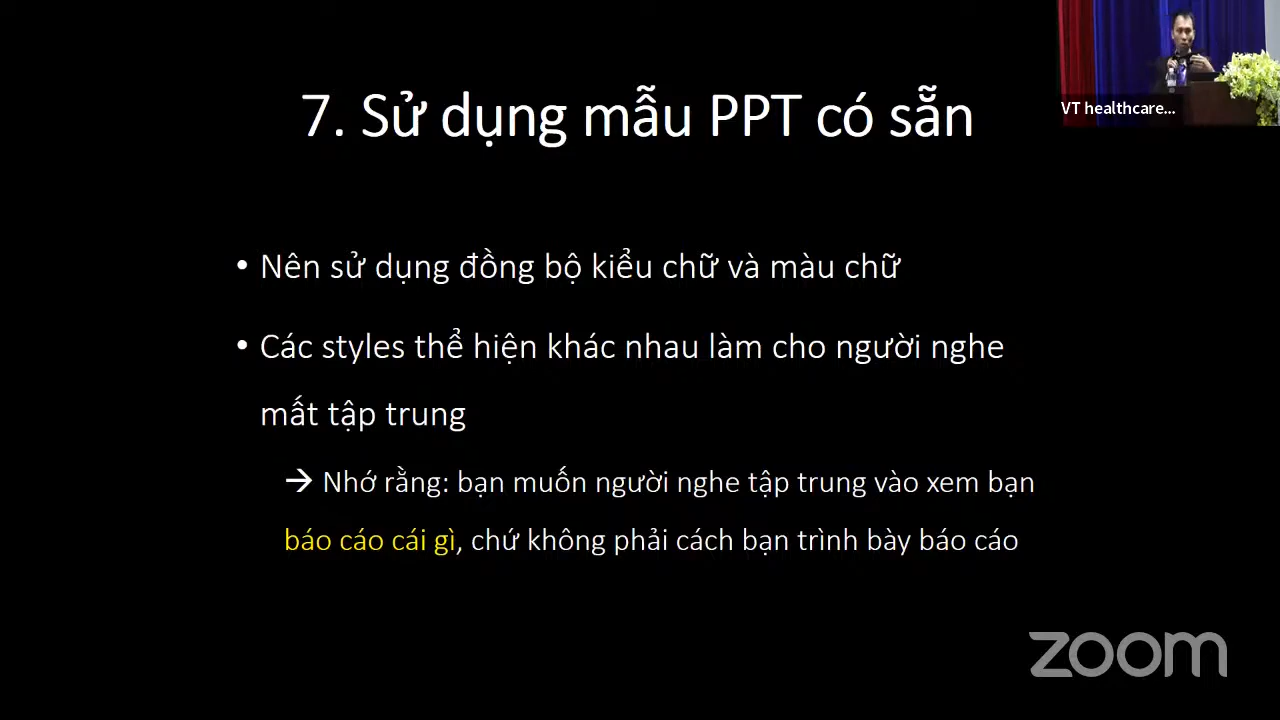 VT healthcare...
7. Sử dụng mẫu PPT có sẵn
• Nên sử dụng đồng bộ kiểu chữ và màu chữ
• Các styles thể hiện khác nhau làm cho người nghe
mất tập trung
→ Nhớ rằng: bạn muốn người nghe tập trung vào xem bạn
báo cáo cái gì, chứ không phải cách bạn trình bày báo cáo
zoom